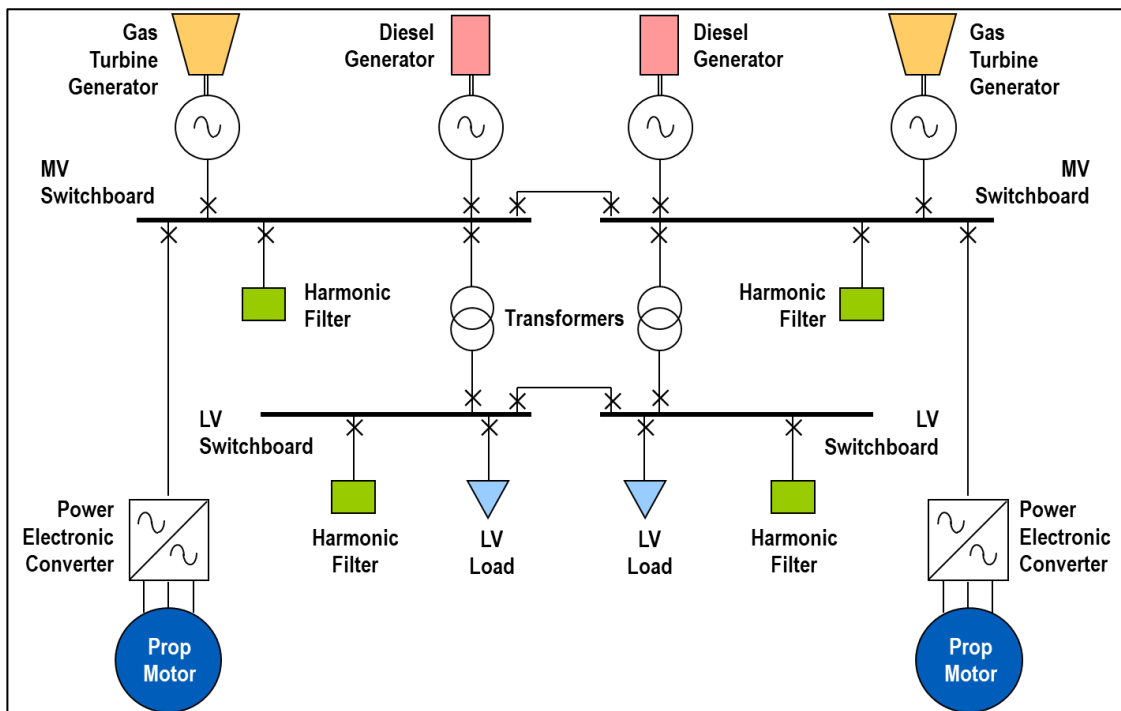 Gas
Turbine
Generator
Diesel
Generator
Diesel
Generator
Gas
Turbine
Generator
MV
Switchboard
MV
Switchboard
Harmonic
Filter
Transformers
Harmonic
Filter
LV
Switchboard
LV
Switchboard
Harmonic
Filter
LV
Load
LV
Load
Harmonic
Filter
Power
Electronic
Converter
Power
Electronic
Converter
Prop
Motor
Prop
Motor